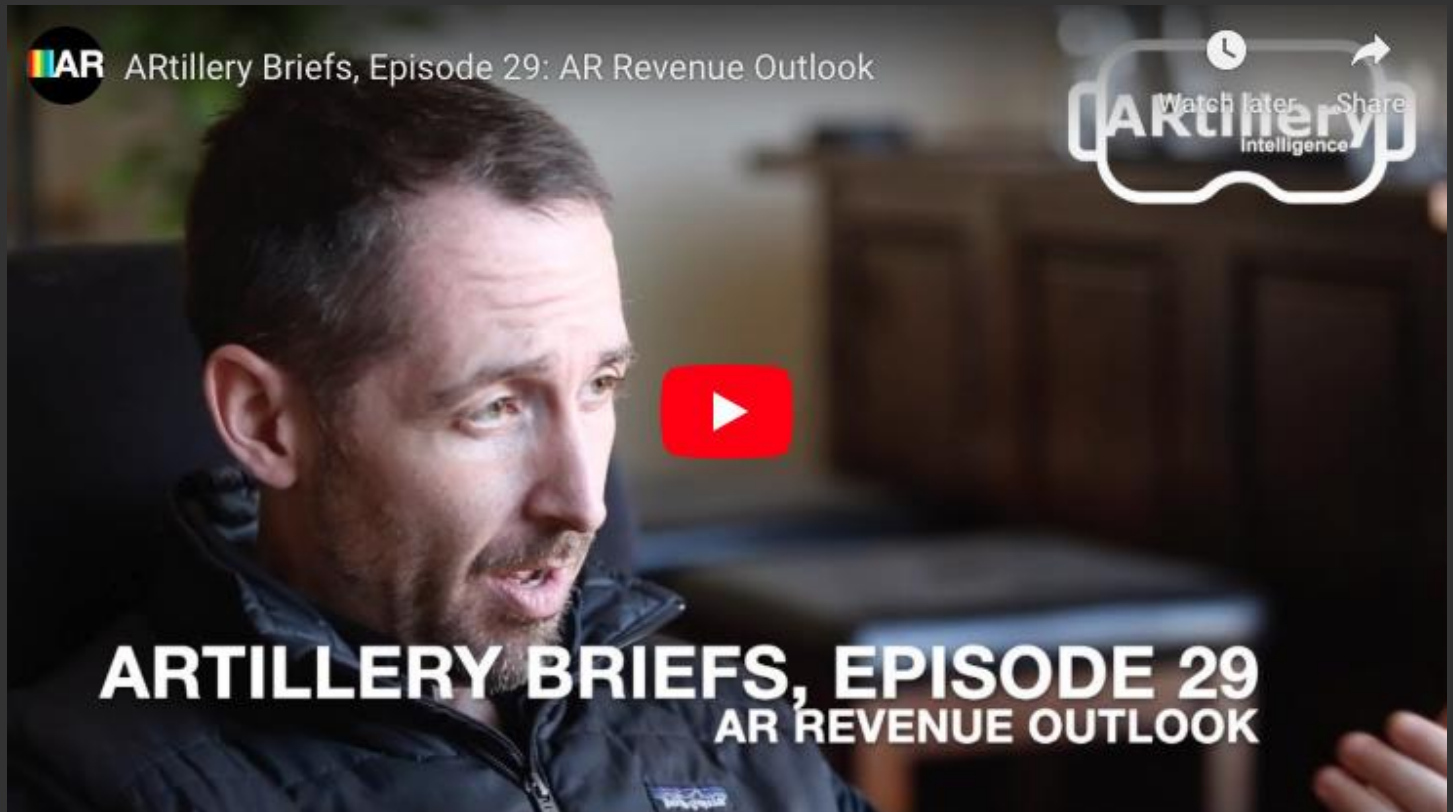 AR
ARtillery Briefs, Episode 29: AR Revenue Outlook
Watch later
Share
ARtillery
Intelligence
ARTILLERY BRIEFS, EPISODE 29
AR REVENUE OUTLOOK
patagonia